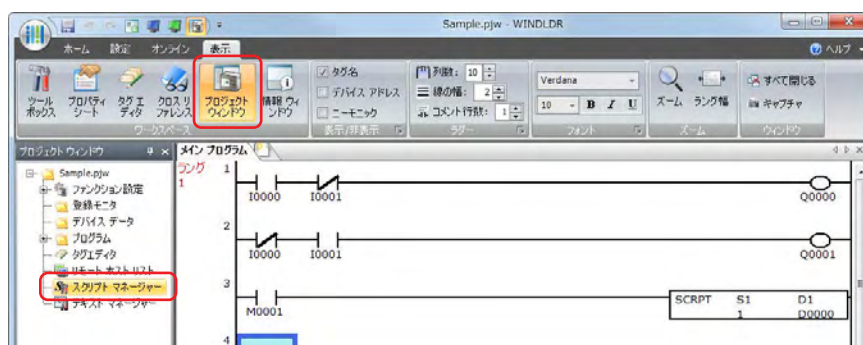 Sample.pjw - WINDLDR
ホーム 設定 オンライン 表示
ヘルプ
ツール
ボックス
プロパティ
シート
タグ エ
ディタ
クロス リ
ファレンス
プロジェクト
ウィンドウ
情報 ウィ
ンドウ
ワークスペース
タグ名
デバイス アドレス
ニーモニック
表示/非表示
列数: 10
線の幅: 2
コメント行数: 1
ラダー
Verdana
10 B I U
フォント
ズーム ラング幅
ズーム
すべて閉じる
キャプチャ
ウィンドウ
プロジェクト ウィンドウ
Sample.pjw
ファンクション設定
登録モニタ
デバイス データ
プログラム
タグエディタ
リモート ホスト リスト
スクリプト マネージャー
テキスト マネージャー
メイン プログラム
ラング 1
1
I0000 I0001 Q0000
2
I0000 I0001 Q0001
3
M0001
SCRPT S1 D1
1 D0000
4